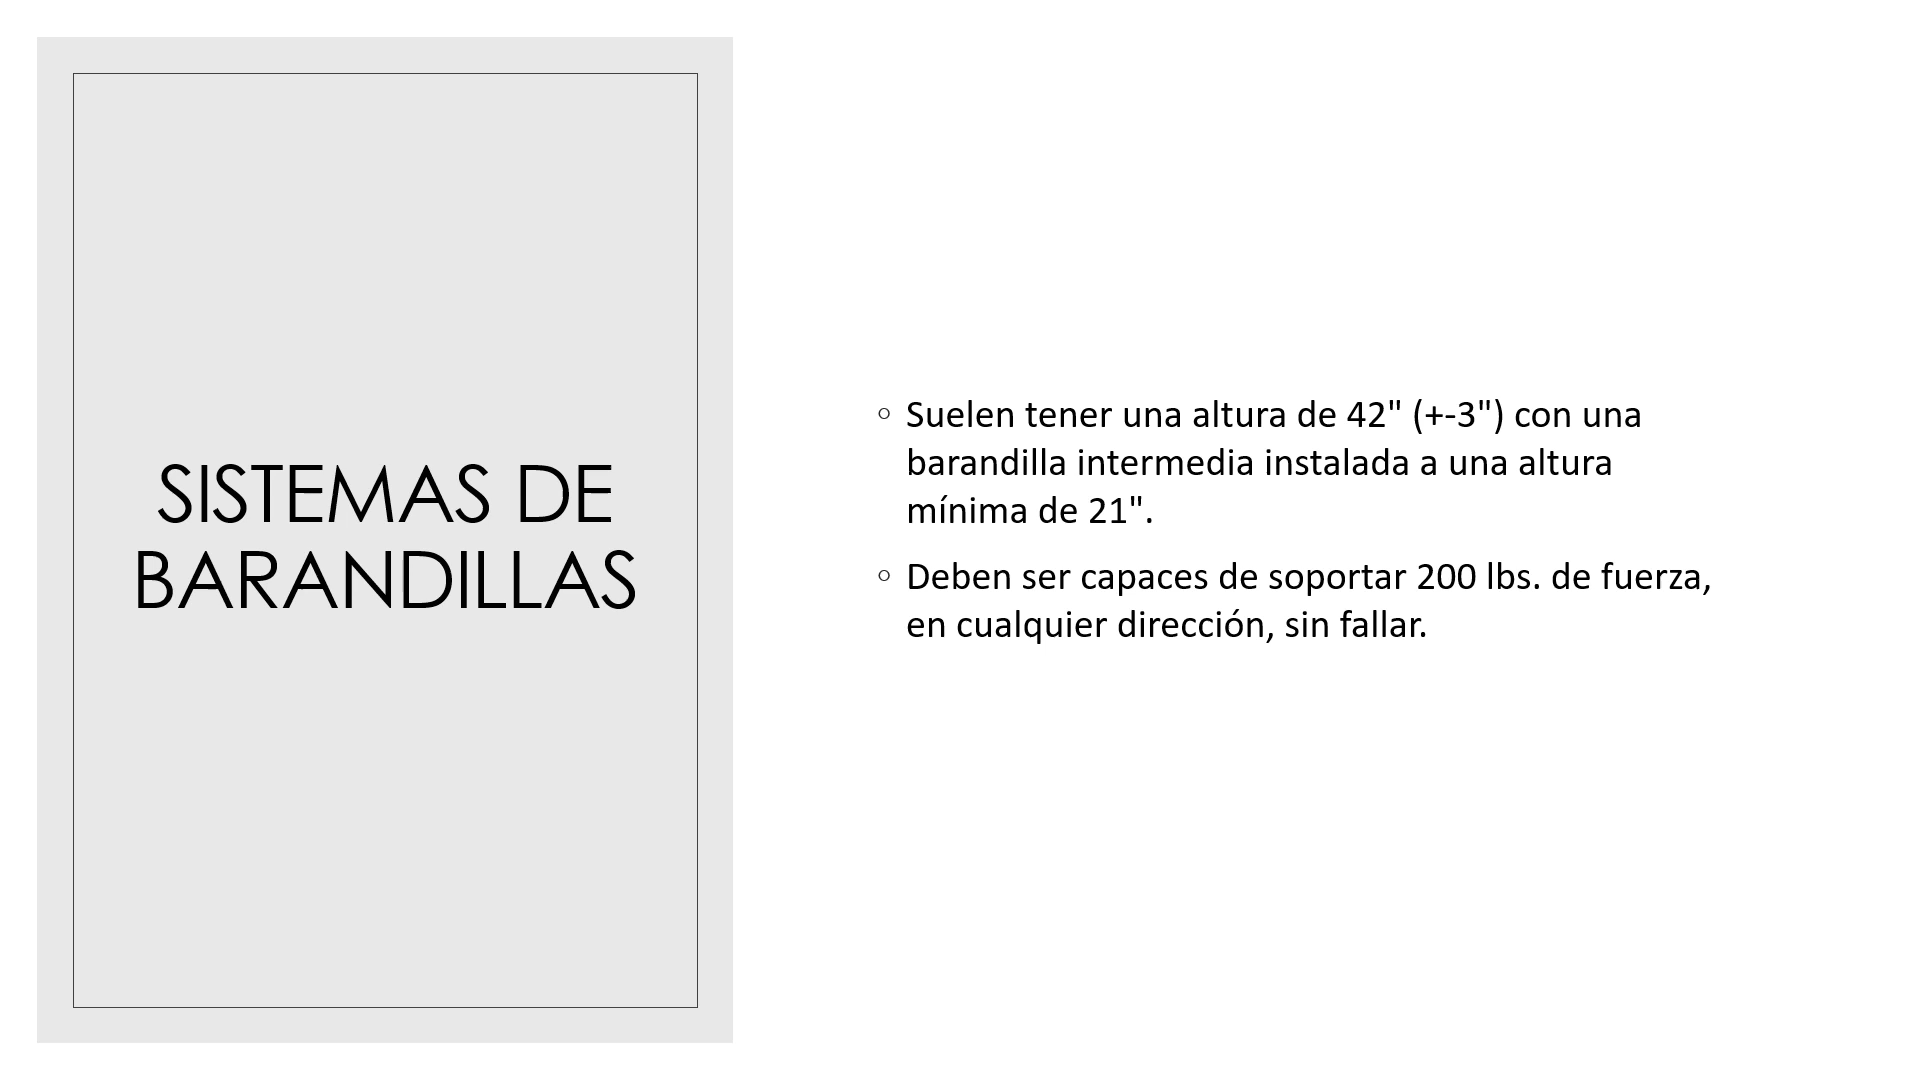 SISTEMAS DE
BARANDILLAS
◦ Suelen tener una altura de 42" (+-3") con una
barandilla intermedia instalada a una altura
mínima de 21".
◦ Deben ser capaces de soportar 200 lbs. de fuerza,
en cualquier dirección, sin fallar.